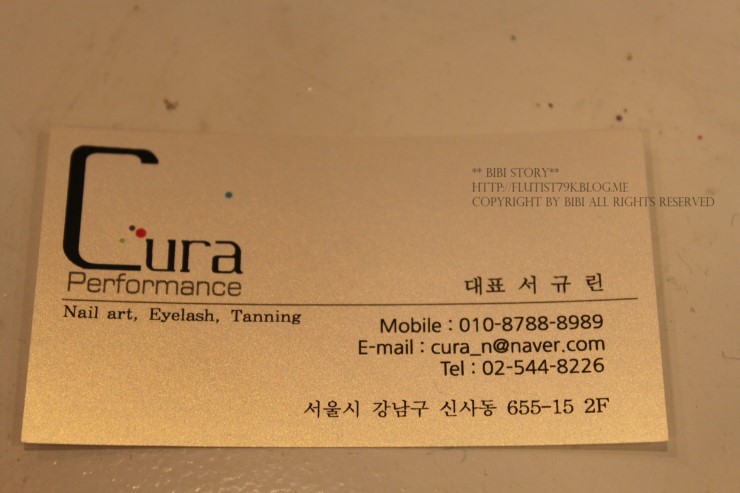 ** BIBI STORY**
HTTP://FLUTIST79K.BLOG.ME
COPYRIGHT BY BIBI ALL RIGHTS RESERVED
Cura
Performance
Nail art, Eyelash, Tanning
대표 서 규 린
Mobile : 010-8788-8989
E-mail : cura_n@naver.com
Tel : 02-544-8226
서울시 강남구 신사동 655-15 2F